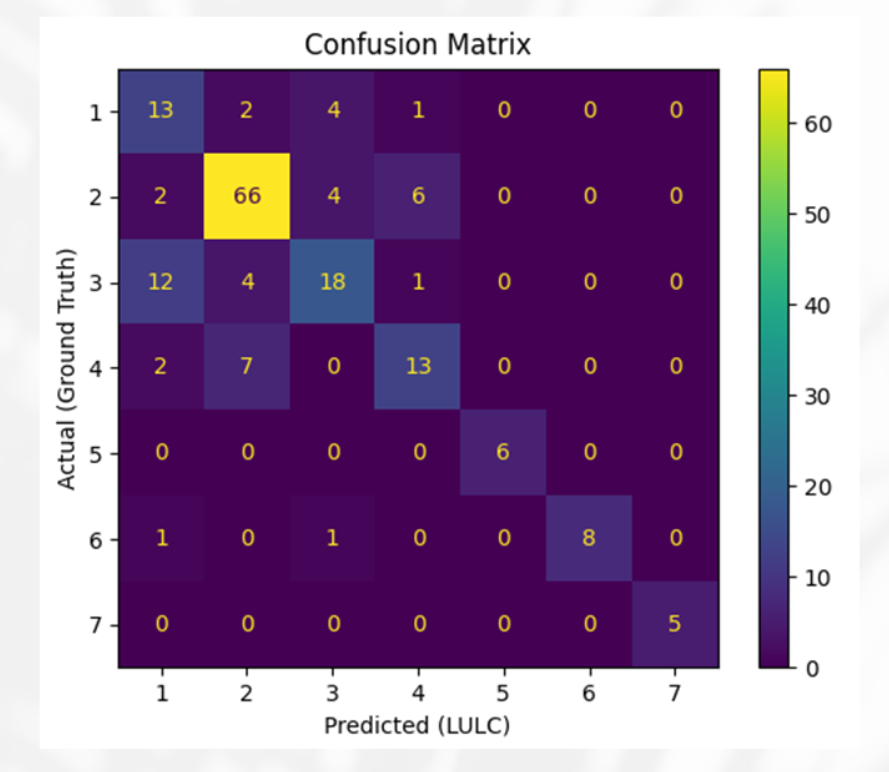 Confusion Matrix
1 13 2 4 1 0 0 0
2 2 66 4 6 0 0 0
3 12 4 18 1 0 0 0
4 2 7 0 13 0 0 0
5 0 0 0 0 6 0 0
6 1 0 1 0 0 8 0
7 0 0 0 0 0 0 5
1 2 3 4 5 6 7
Predicted (LULC)
Actual (Ground Truth)
60
50
40
30
20
10
0